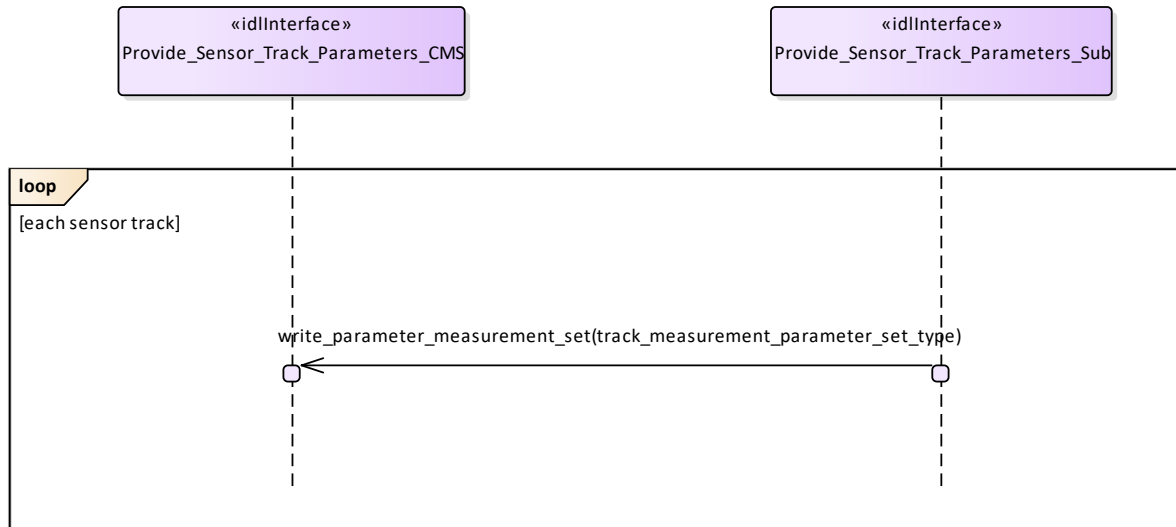 «idlInterface»
Provide_Sensor_Track_Parameters_CMS
«idlInterface»
Provide_Sensor_Track_Parameters_Sub
loop
[each sensor track]
write_parameter_measurement_set(track_measurement_parameter_set_type)